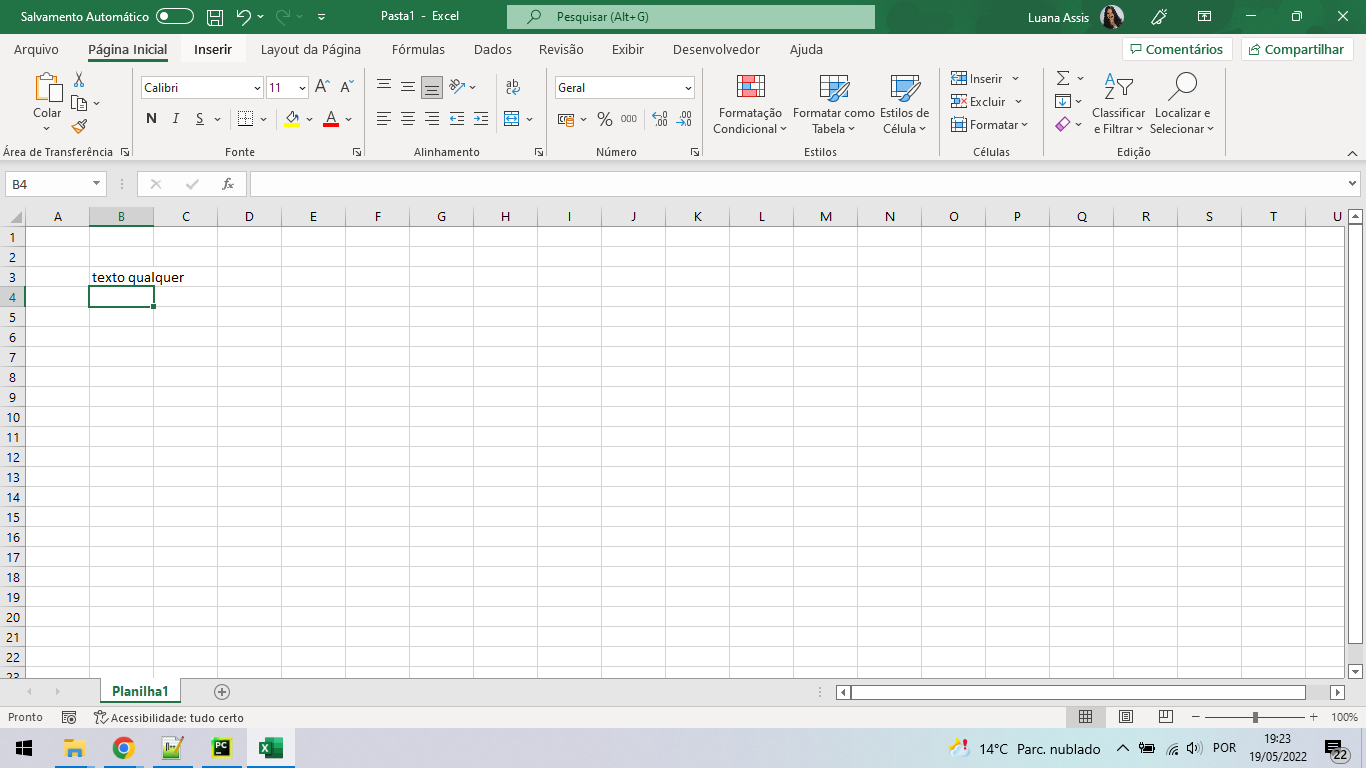 Salvamento Automático Pasta1 - Excel Pesquisar (Alt+G) Luana Assis
Arquivo Página Inicial Inserir Layout da Página Fórmulas Dados Revisão Exibir Desenvolvedor Ajuda Comentários Compartilhar
Colar
Área de Transferência
Calibri 11
N I S
Fonte
ab
Alinhamento
Geral
% 000
Número
Formatação Condicional
Formatar como Tabela
Estilos de Célula
Estilos
Inserir
Excluir
Formatar
Células
Classificar e Filtrar
Localizar e Selecionar
Edição
B4 fx
A B C D E F G H I J K L M N O P Q R S T U
1
2
3 texto qualquer
4
5
6
7
8
9
10
11
12
13
14
15
16
17
18
19
20
21
22
23
Planilha1
Pronto Acessibilidade: tudo certo 100%
14°C Parc. nublado POR 19:23
19/05/2022 22